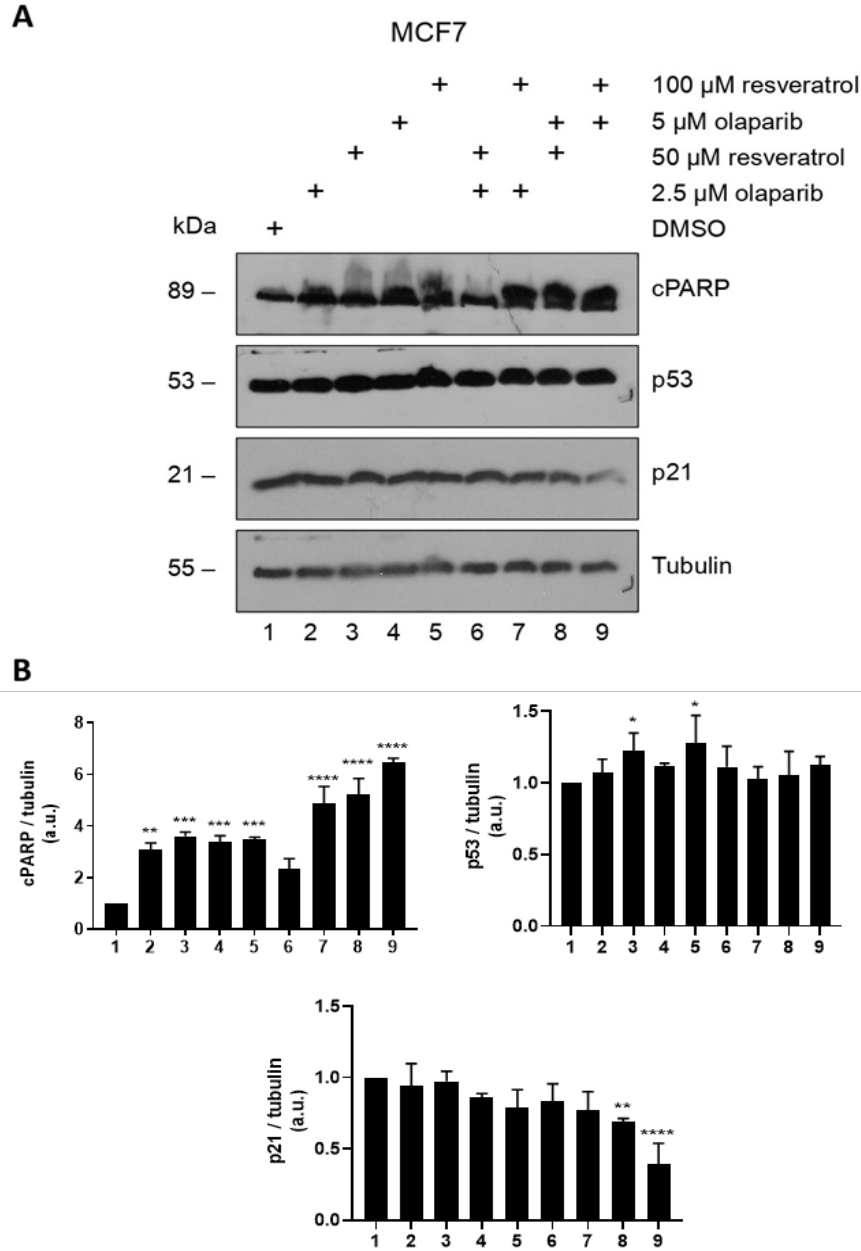 A
MCF7
+ + + 100 µM resveratrol
+ + + 5 µM olaparib
+ + + 50 µM resveratrol
+ + + 2.5 µM olaparib
kDa + DMSO
89 – cPARP
53 – p53
21 – p21
55 – Tubulin
1 2 3 4 5 6 7 8 9
B
cPARP / tubulin
(a.u.)
8
6
4
2
0
** *** *** *** **** **** ****
1 2 3 4 5 6 7 8 9
p53 / tubulin
(a.u.)
1.5
1.0
0.5
0.0
* *
1 2 3 4 5 6 7 8 9
p21 / tubulin
(a.u.)
1.5
1.0
0.5
0.0
** ****
1 2 3 4 5 6 7 8 9